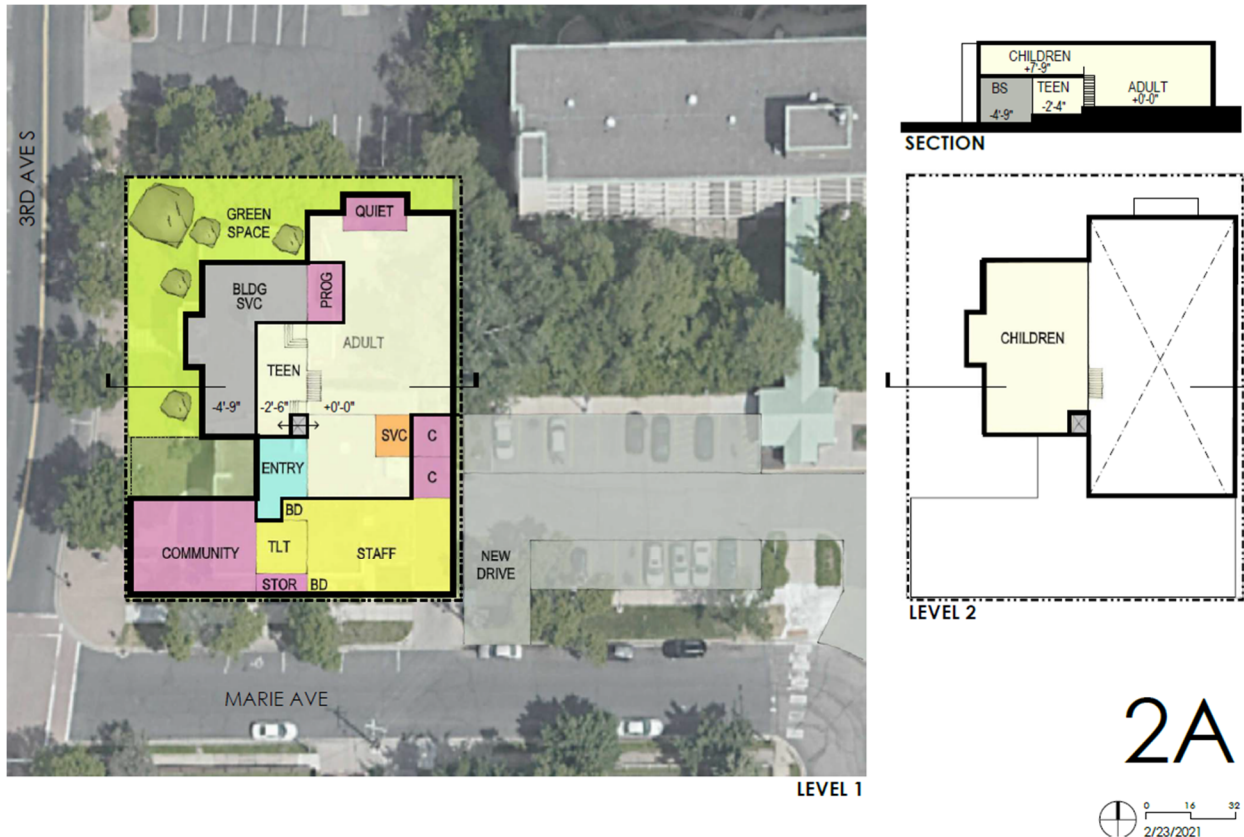 3RD AVE S
GREEN
SPACE
QUIET
BLDG
SVC
PROG
ADULT
TEEN
-4'-9"
-2'-6"
+0'-0"
SVC
C
C
ENTRY
BD
COMMUNITY
TLT
STAFF
STOR
BD
NEW
DRIVE
MARIE AVE
LEVEL 1
CHILDREN
+7'-9"
BS
TEEN
ADULT
-4'-9"
-2'-4"
+0'-0"
SECTION
CHILDREN
LEVEL 2
2A
0 16 32
2/23/2021